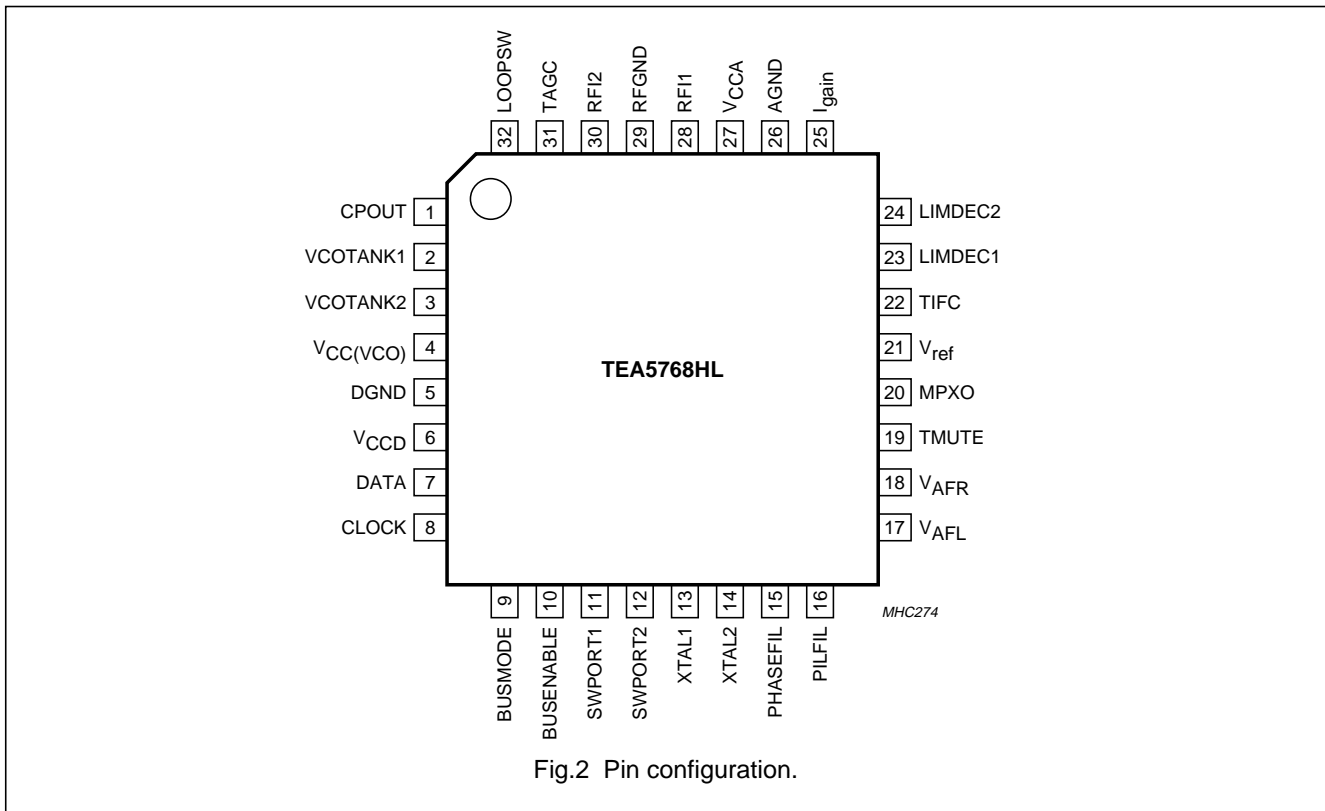 LOOPSW
TAGC
RFI2
RFGND
RFI1
VCCA
AGND
Igain
32
31
30
29
28
27
26
25
CPOUT 1
VCOTANK1 2
VCOTANK2 3
VCC(VCO) 4
DGND 5
VCCD 6
DATA 7
CLOCK 8
TEA5768HL
24 LIMDEC2
23 LIMDEC1
22 TIFC
21 Vref
20 MPXO
19 TMUTE
18 VAFR
17 VAFL
9
10
11
12
13
14
15
16
BUSMODE
BUSENABLE
SWPORT1
SWPORT2
XTAL1
XTAL2
PHASEFIL
PILFIL
MHC274
Fig.2 Pin configuration.